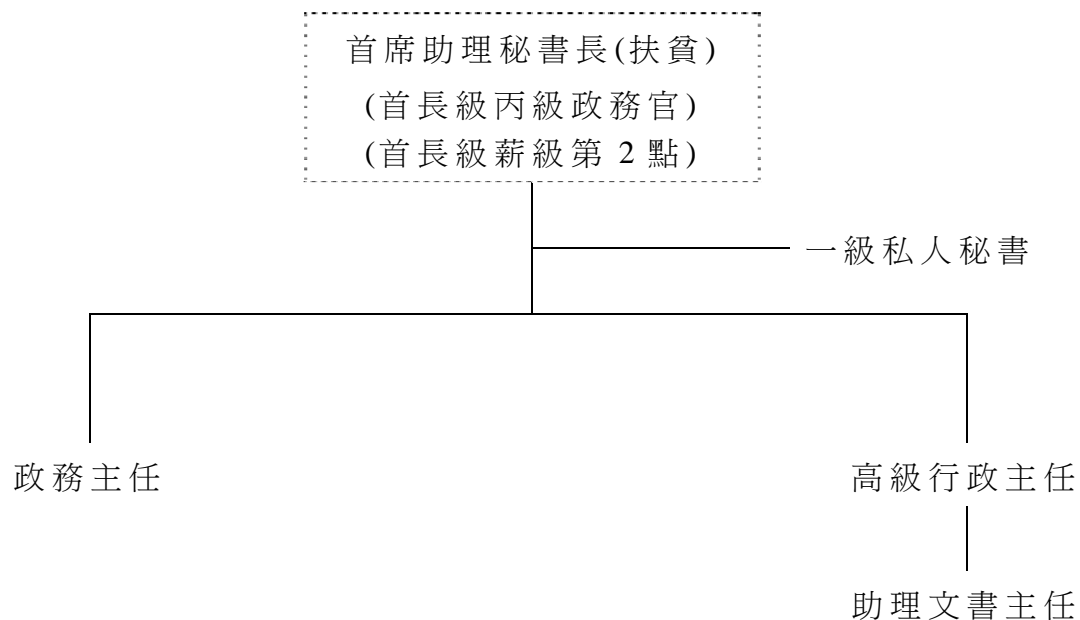 首席助理秘書長(扶貧)
(首長級丙級政務官)
(首長級薪級第 2 點)
一級私人秘書
政務主任
高級行政主任
助理文書主任